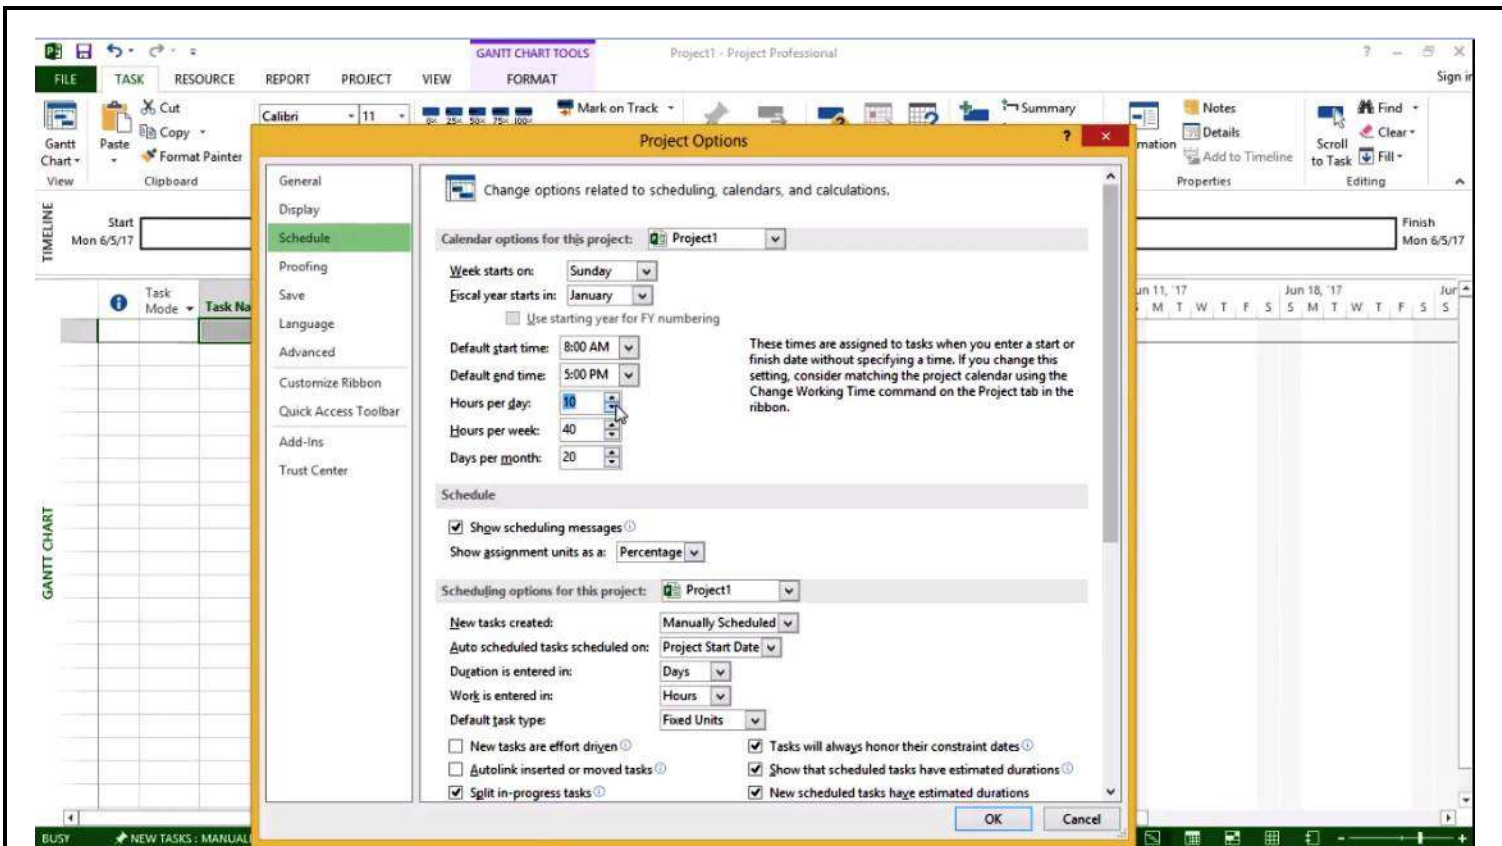 GANTT CHART TOOLS
Project1 - Project Professional
? – X
FILE TASK RESOURCE REPORT PROJECT VIEW FORMAT
Sign in
Gantt Chart
View
Paste
Cut
Copy
Format Painter
Clipboard
Calibri 11
0% 25% 50% 75% 100%
Mark on Track
Summary
mation
Notes
Details
Add to Timeline
Properties
Scroll to Task
Find
Clear
Fill
Editing
TIMELINE
Start
Mon 6/5/17
Finish
Mon 6/5/17
Task Mode
Task Na
un 11, '17 Jun 18, '17 Jur
M T W T F S S M T W T F S S
GANTT CHART
Project Options
?
General
Display
Schedule
Proofing
Save
Language
Advanced
Customize Ribbon
Quick Access Toolbar
Add-Ins
Trust Center
Change options related to scheduling, calendars, and calculations.
Calendar options for this project: Project1
Week starts on: Sunday
Fiscal year starts in: January
Use starting year for FY numbering
Default start time: 8:00 AM
Default end time: 5:00 PM
Hours per day: 10
Hours per week: 40
Days per month: 20
These times are assigned to tasks when you enter a start or
finish date without specifying a time. If you change this
setting, consider matching the project calendar using the
Change Working Time command on the Project tab in the
ribbon.
Schedule
Show scheduling messages
Show assignment units as a: Percentage
Scheduling options for this project: Project1
New tasks created: Manually Scheduled
Auto scheduled tasks scheduled on: Project Start Date
Duration is entered in: Days
Work is entered in: Hours
Default task type: Fixed Units
New tasks are effort driven
Tasks will always honor their constraint dates
Autolink inserted or moved tasks
Show that scheduled tasks have estimated durations
Split in-progress tasks
New scheduled tasks have estimated durations
OK Cancel
BUSY NEW TASKS : MANUAL